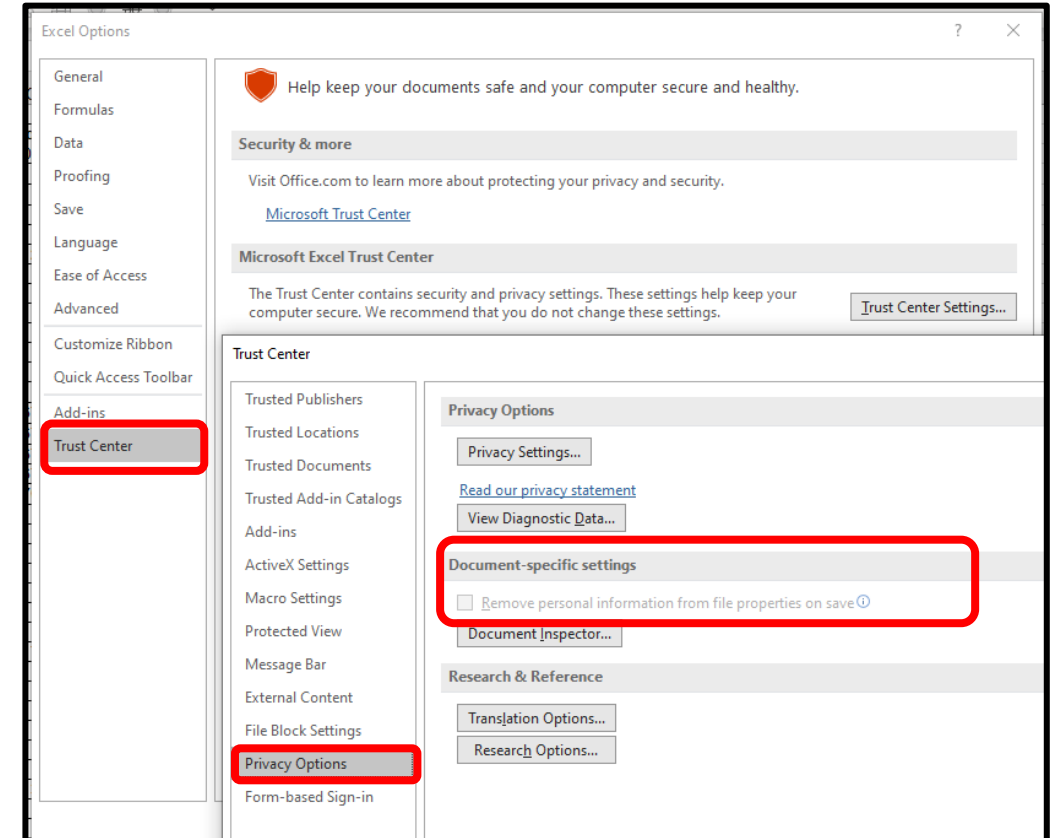 Excel Options
?
General
Formulas
Data
Proofing
Save
Language
Ease of Access
Advanced
Customize Ribbon
Quick Access Toolbar
Add-ins
Trust Center
Help keep your documents safe and your computer secure and healthy.
Security & more
Visit Office.com to learn more about protecting your privacy and security.
Microsoft Trust Center
Microsoft Excel Trust Center
The Trust Center contains security and privacy settings. These settings help keep your
computer secure. We recommend that you do not change these settings.
Trust Center Settings...
Trust Center
Trusted Publishers
Trusted Locations
Trusted Documents
Trusted Add-in Catalogs
Add-ins
ActiveX Settings
Macro Settings
Protected View
Message Bar
External Content
File Block Settings
Privacy Options
Form-based Sign-in
Privacy Options
Privacy Settings...
Read our privacy statement
View Diagnostic Data...
Document-specific settings
Remove personal information from file properties on save
Document Inspector...
Research & Reference
Translation Options...
Research Options...